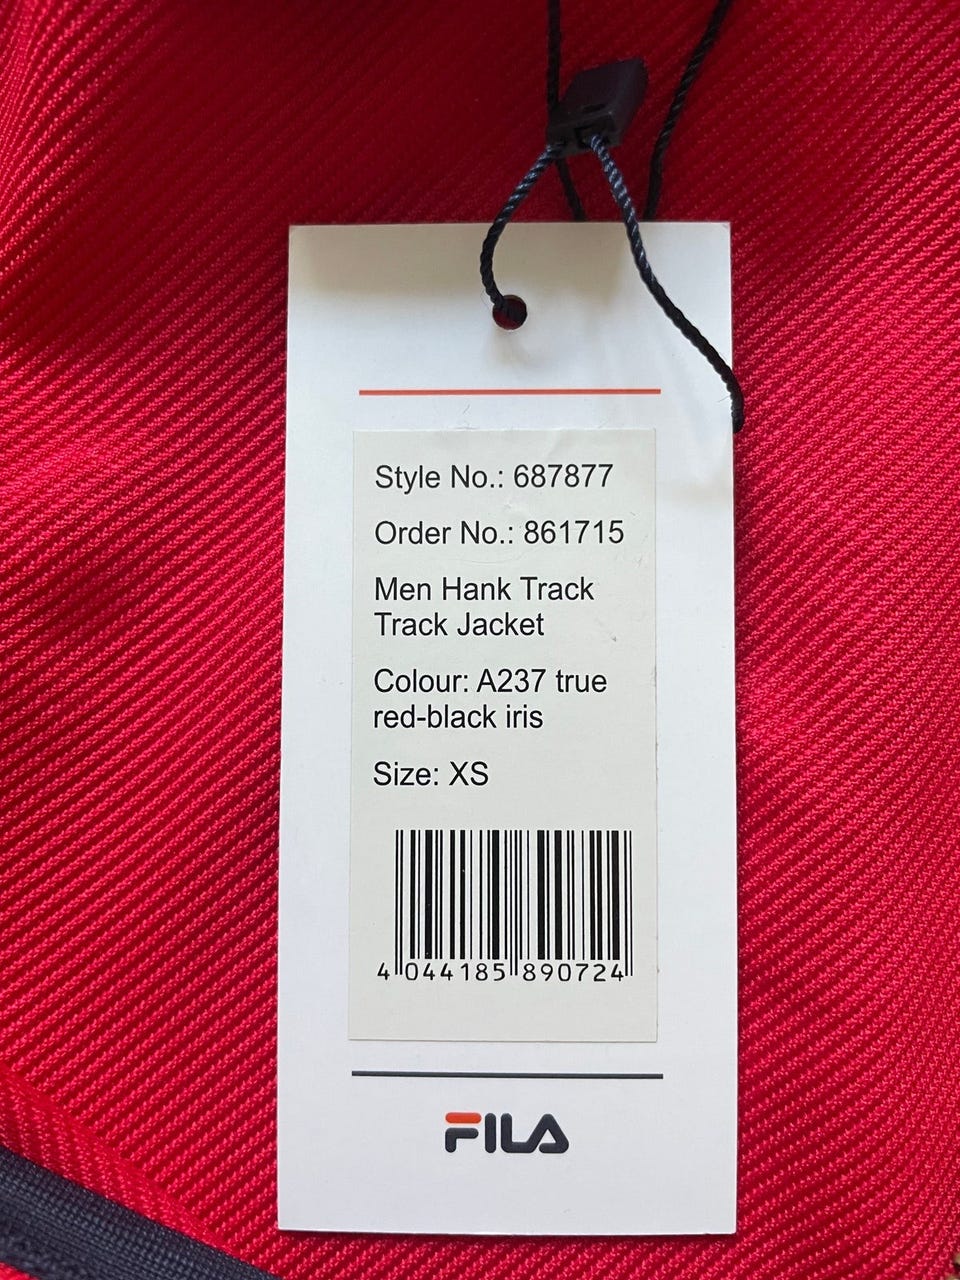 Style No.: 687877
Order No.: 861715
Men Hank Track
Track Jacket
Colour: A237 true
red-black iris
Size: XS
4 044185 890724
FILA